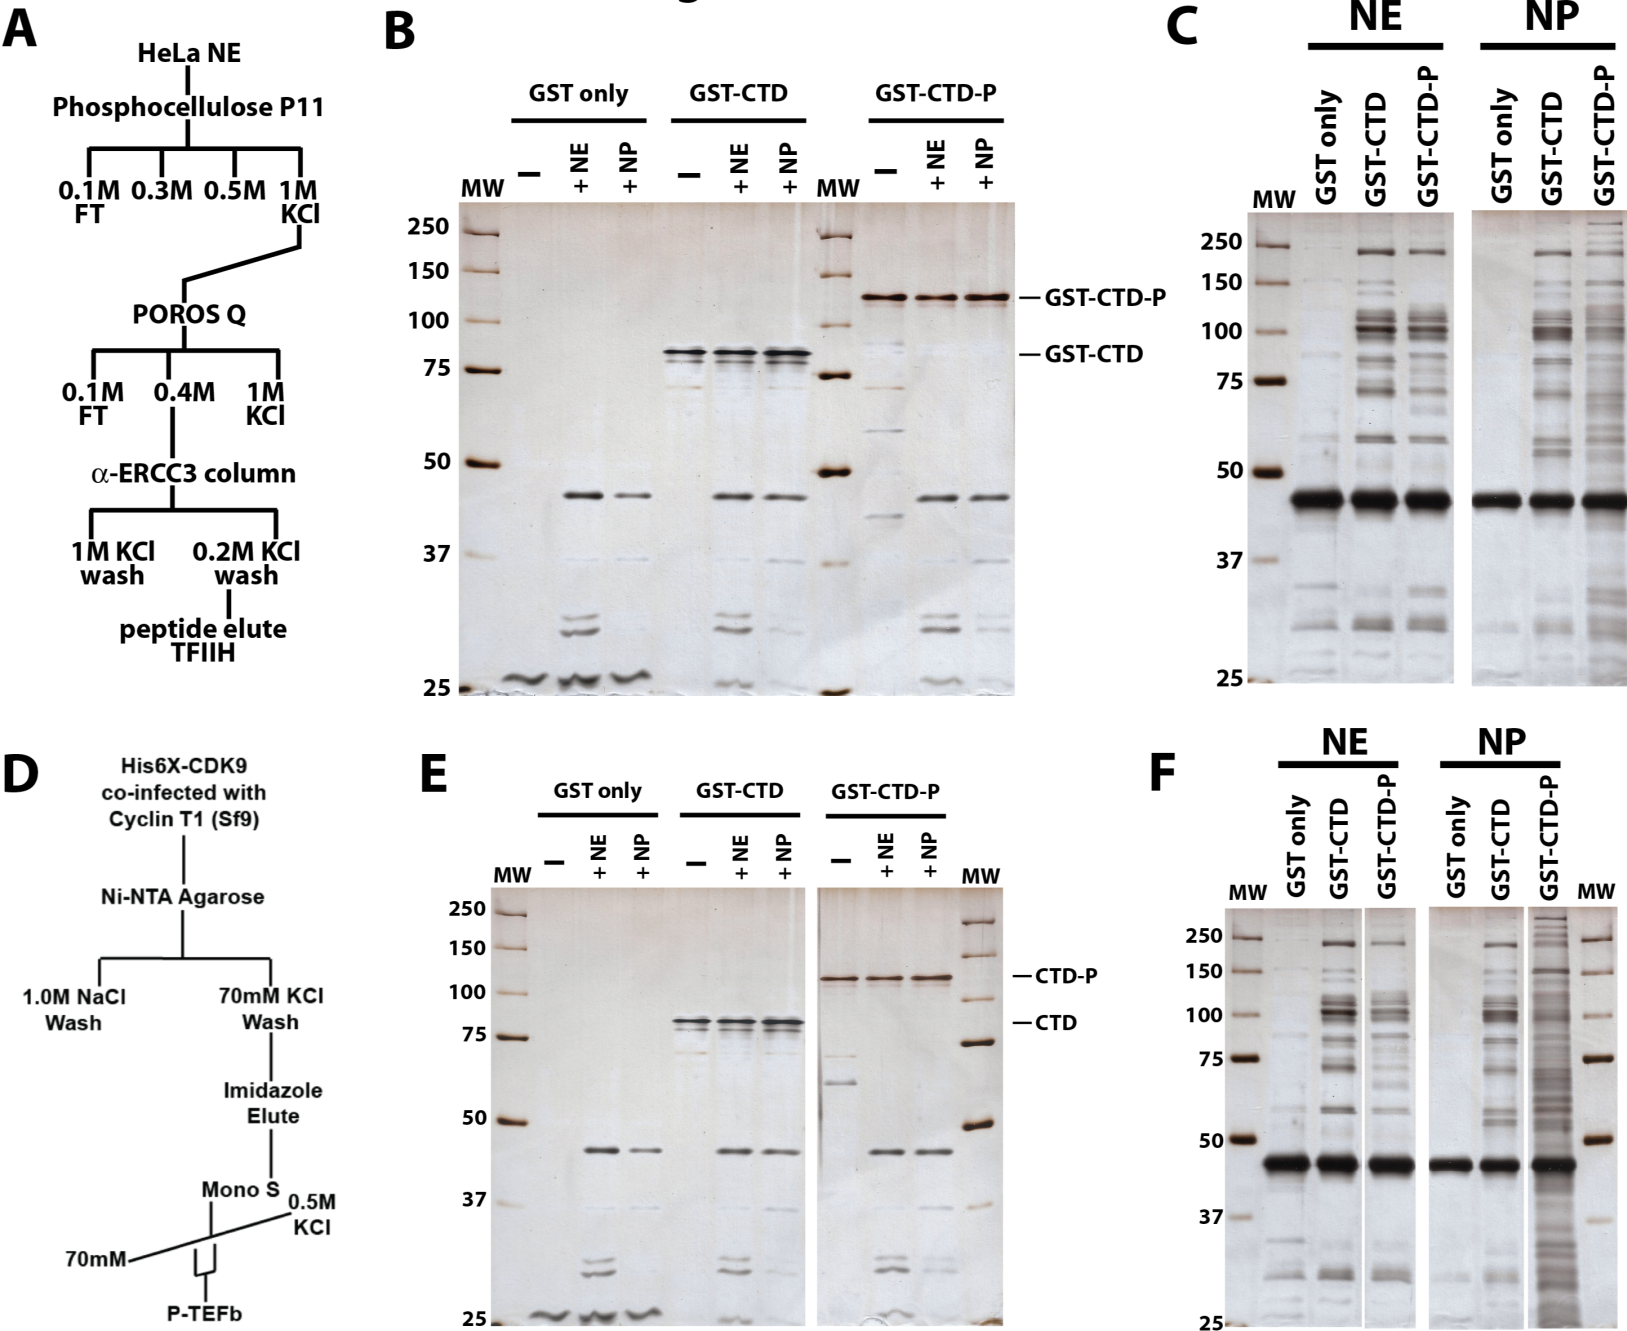 A
HeLa NE
Phosphocellulose P11
0.1M 0.3M 0.5M 1M
FT KCl
POROS Q
0.1M 0.4M 1M
FT KCl
α-ERCC3 column
1M KCl 0.2M KCl
wash wash
peptide elute
TFIIH
B
GST only GST-CTD GST-CTD-P
MW – + NE + NP – + NE + NP MW – + NE + NP
250
150
100
75
50
37
25
GST-CTD-P
GST-CTD
C
NE NP
MW GST only GST-CTD GST-CTD-P GST only GST-CTD GST-CTD-P
250
150
100
75
50
37
25
D
His6X-CDK9
co-infected with
Cyclin T1 (Sf9)
Ni-NTA Agarose
1.0M NaCl 70mM KCl
Wash Wash
Imidazole
Elute
Mono S
0.5M
KCl
70mM
P-TEFb
E
GST only GST-CTD GST-CTD-P
MW – + NE + NP – + NE + NP – + NE + NP MW
250
150
100
75
50
37
25
CTD-P
CTD
F
NE NP
MW GST only GST-CTD GST-CTD-P GST only GST-CTD GST-CTD-P MW
250
150
100
75
50
37
25